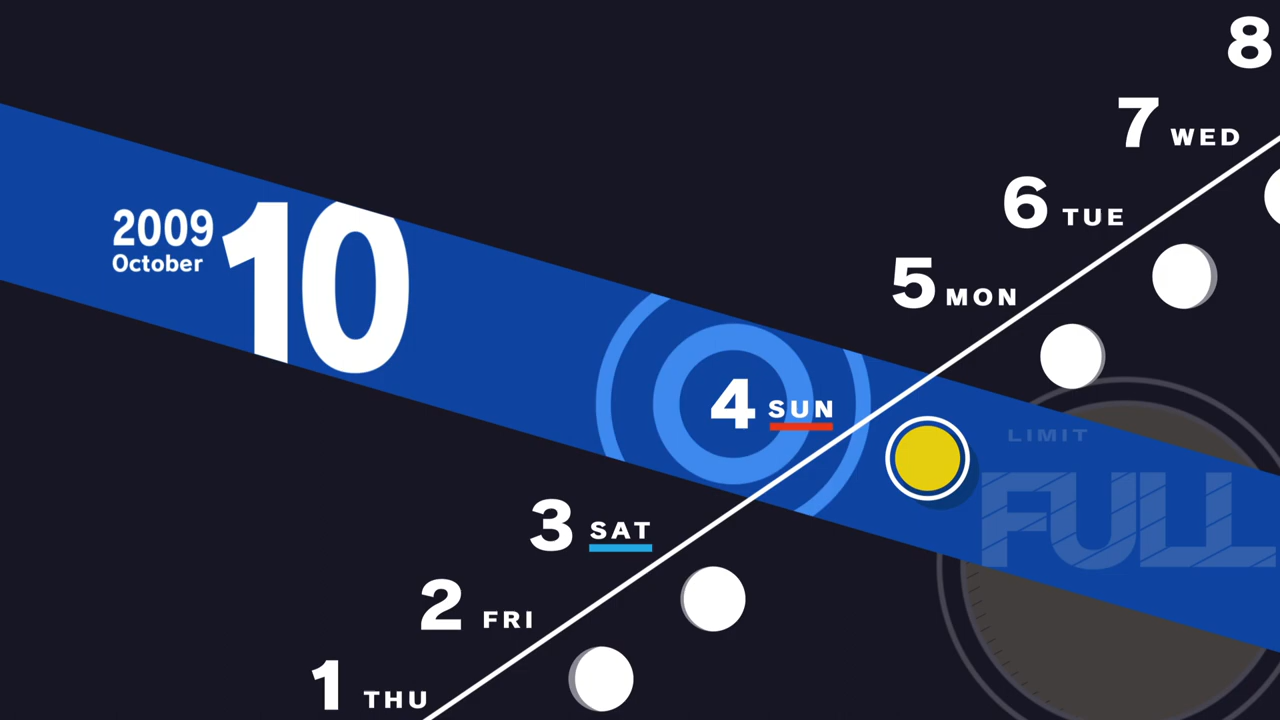 8
7 WED
6 TUE
5 MON
2009
October
10
4 SUN
LIMIT
FULL
3 SAT
2 FRI
1 THU